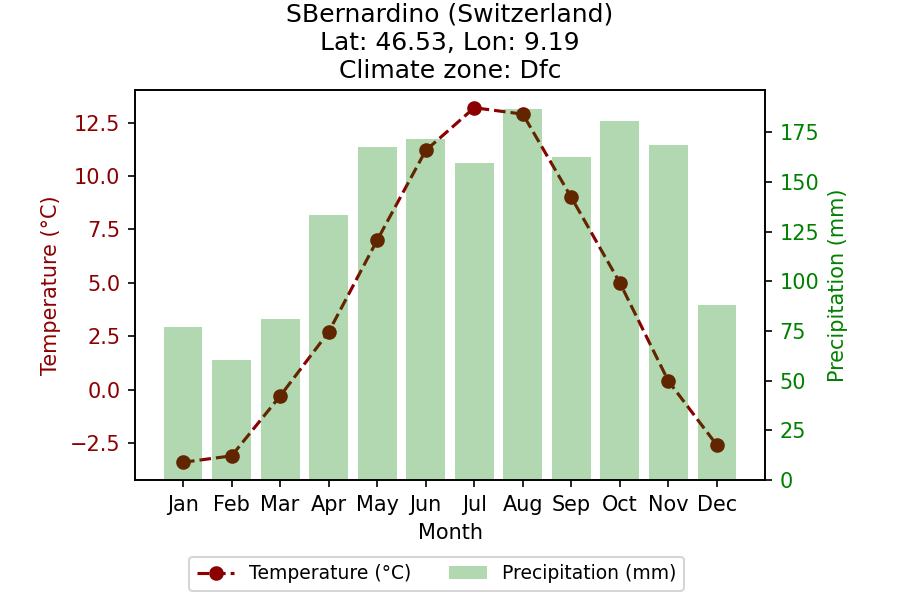 SBernardino (Switzerland)
Lat: 46.53, Lon: 9.19
Climate zone: Dfc
Temperature (°C)
12.5
10.0
7.5
5.0
2.5
0.0
−2.5
175
150
125
100
75
50
25
0
Precipitation (mm)
Jan Feb Mar Apr May Jun Jul Aug Sep Oct Nov Dec
Month
Temperature (°C) Precipitation (mm)